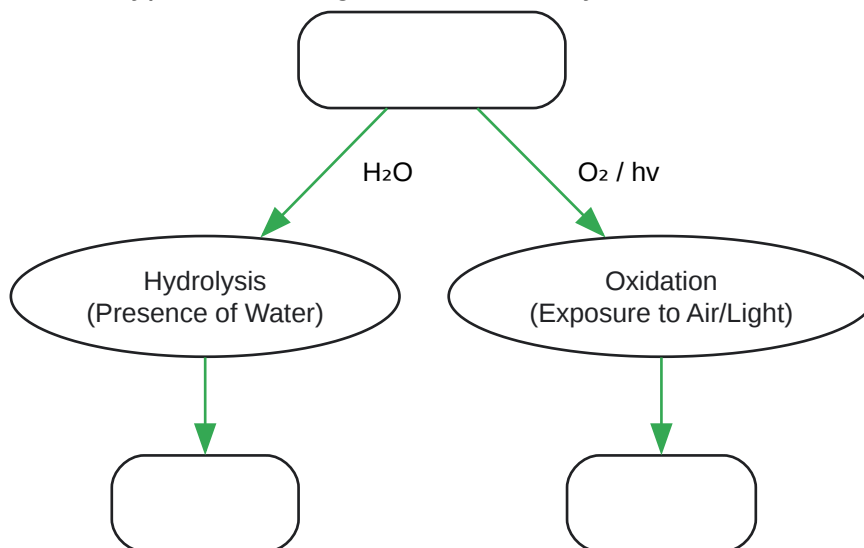 H₂O
O₂ / hv
Hydrolysis
(Presence of Water)
Oxidation
(Exposure to Air/Light)